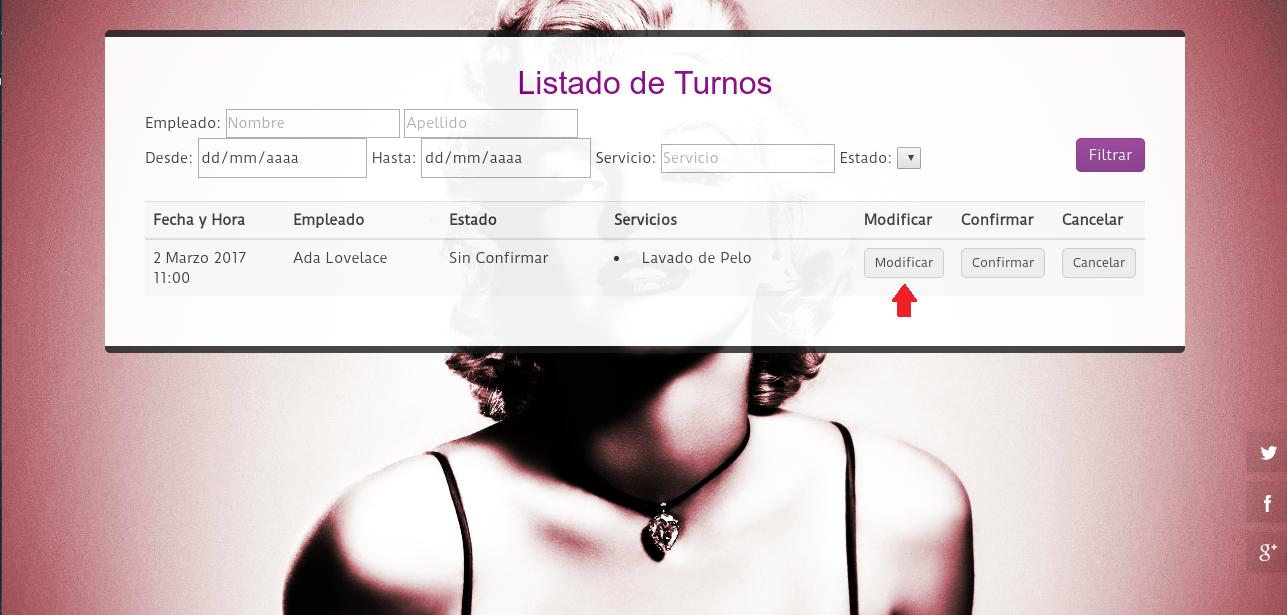 Listado de Turnos
Empleado: Nombre Apellido
Desde: dd/mm/aaaa Hasta: dd/mm/aaaa Servicio: Servicio Estado: Filtrar
Fecha y Hora Empleado Estado Servicios Modificar Confirmar Cancelar
2 Marzo 2017 Ada Lovelace Sin Confirmar • Lavado de Pelo Modificar Confirmar Cancelar
11:00